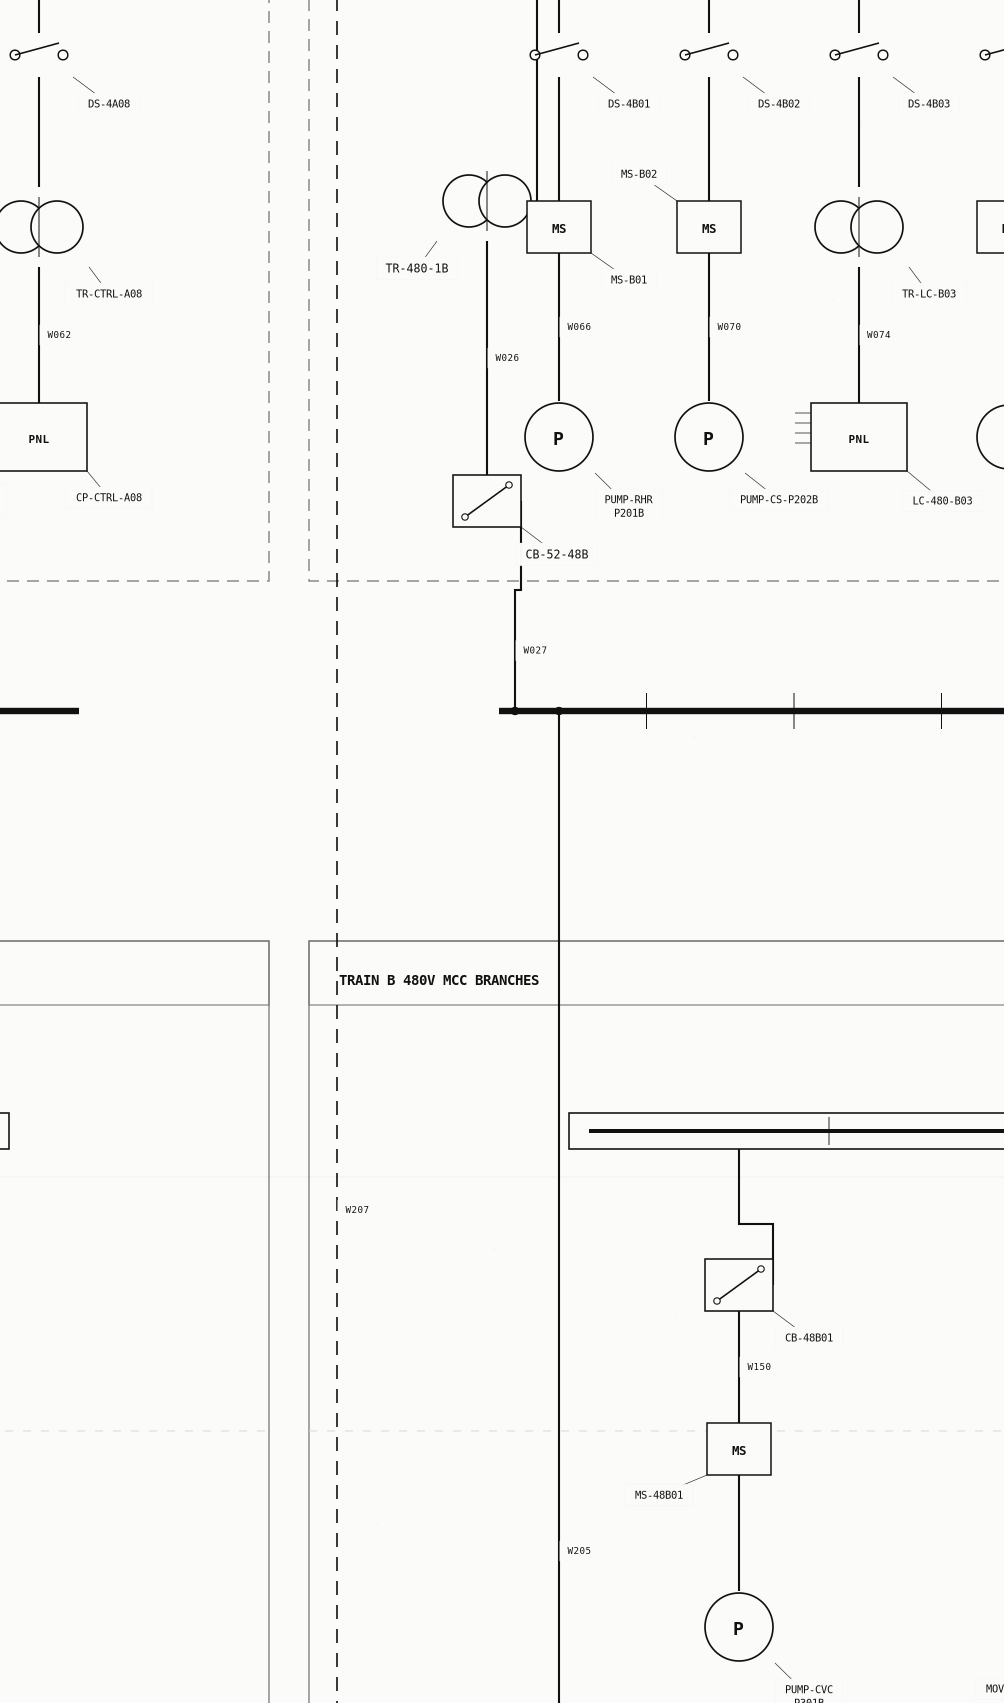 DS-4A08
DS-4B01
DS-4B02
DS-4B03
MS-B02
MS
MS
TR-480-1B
MS-B01
TR-CTRL-A08
TR-LC-B03
W062
W066
W070
W074
W026
PNL
P
P
PNL
CP-CTRL-A08
PUMP-RHR
P201B
PUMP-CS-P202B
LC-480-B03
CB-52-48B
W027
TRAIN B 480V MCC BRANCHES
W207
CB-48B01
W150
MS
MS-48B01
W205
P
PUMP-CVC
P301B
MOV